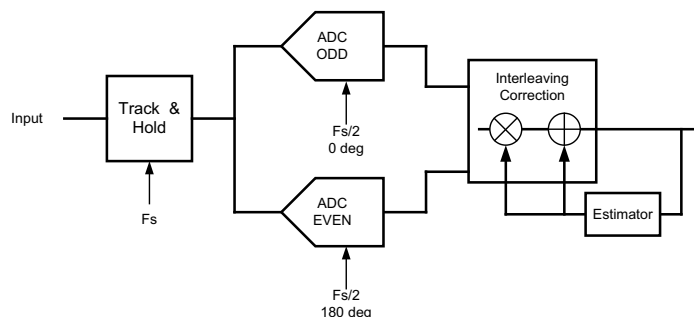 Input
Track &
Hold
Fs
ADC
ODD
Fs/2
0 deg
ADC
EVEN
Fs/2
180 deg
Interleaving
Correction
Estimator